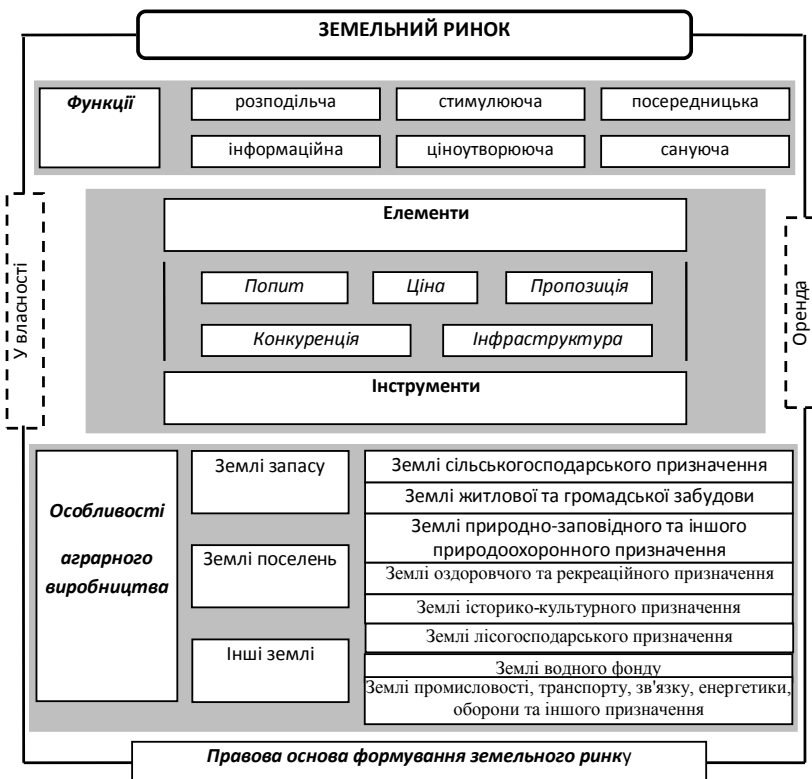 ЗЕМЕЛЬНИЙ РИНОК
Функції
розподільча
стимулююча
посередницька
інформаційна
ціноутворююча
сануюча
У власності
Оренда
Елементи
Попит
Ціна
Пропозиція
Конкуренція
Інфраструктура
Інструменти
Особливості
аграрного
виробництва
Землі запасу
Землі поселень
Інші землі
Землі сільськогосподарського призначення
Землі житлової та громадської забудови
Землі природно-заповідного та іншого
природоохоронного призначення
Землі оздоровчого та рекреаційного призначення
Землі історико-культурного призначення
Землі лісогосподарського призначення
Землі водного фонду
Землі промисловості, транспорту, зв'язку, енергетики,
оборони та іншого призначення
Правова основа формування земельного ринку